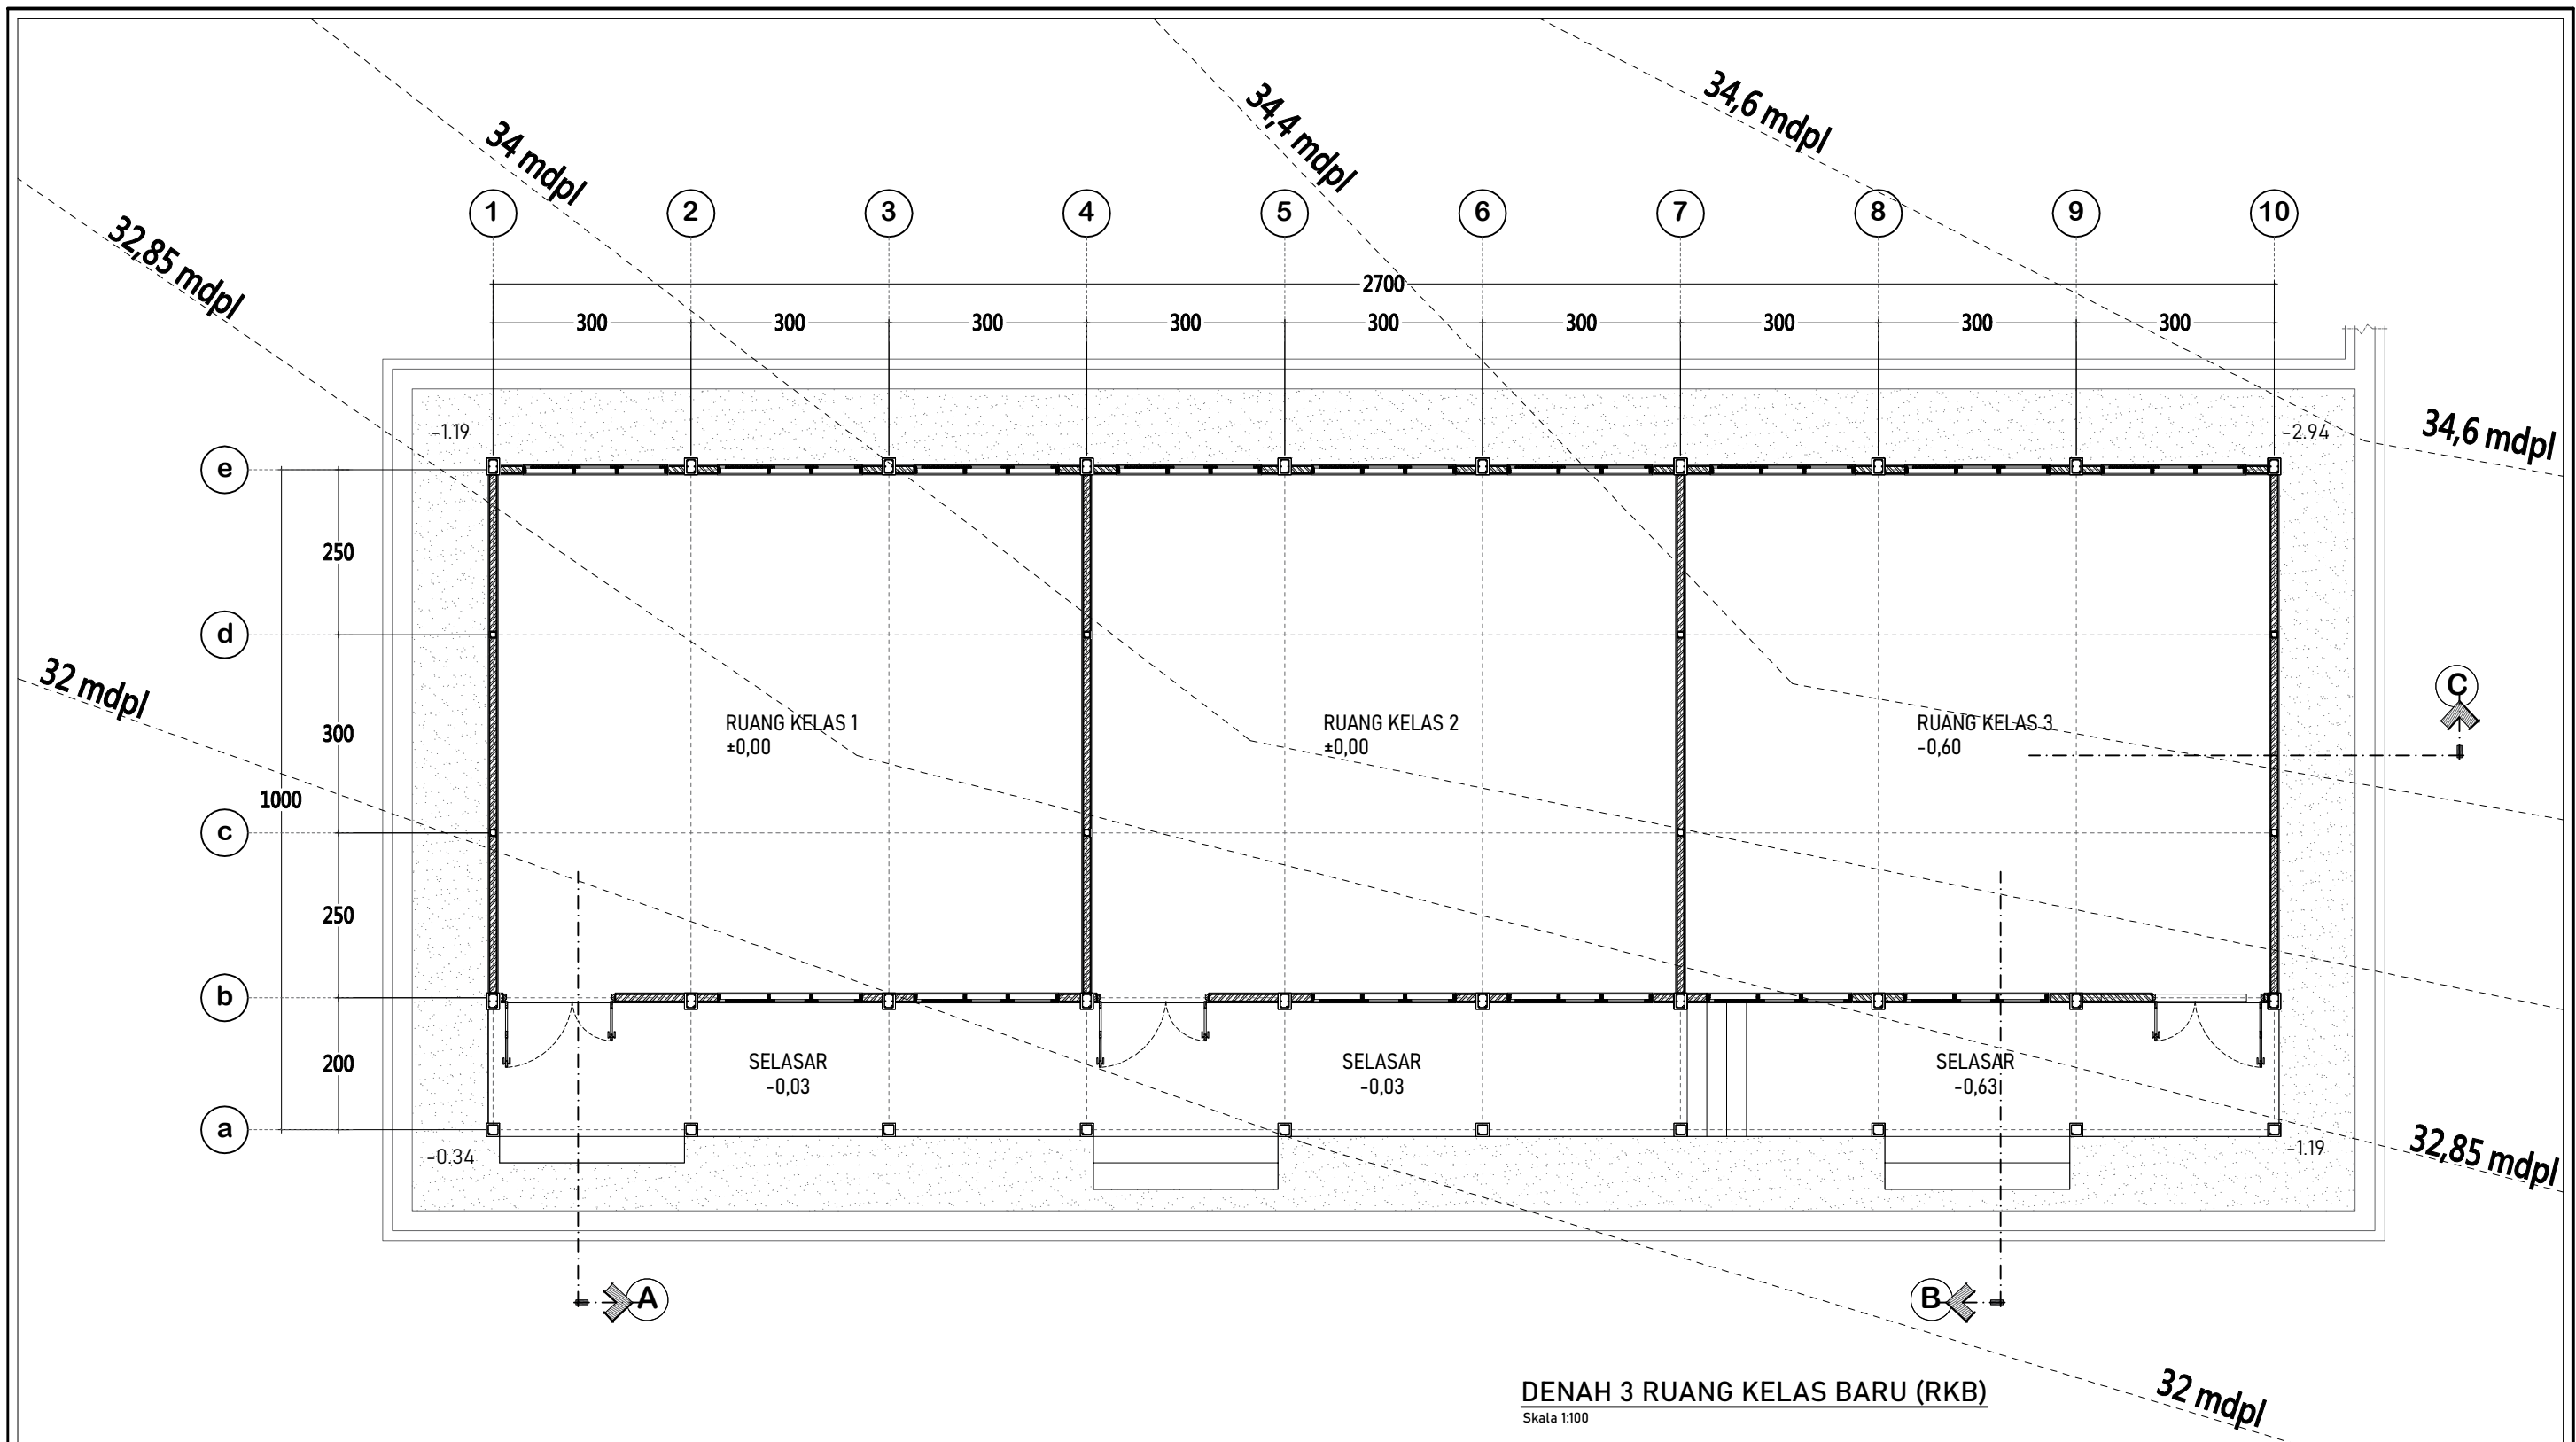 34,6 mdpl
34,4 mdpl
34 mdpl
32,85 mdpl
1 2 3 4 5 6 7 8 9 10
2700
300 300 300 300 300 300 300 300 300
-1.19
-2.94
34,6 mdpl
e
250
d
32 mdpl
C
RUANG KELAS 1
±0,00
RUANG KELAS 2
±0,00
RUANG KELAS 3
-0,60
300
1000
c
250
b
200
SELASAR
-0,03
SELASAR
-0,03
SELASAR
-0,63
a
-0.34
-1.19
32,85 mdpl
A
B
32 mdpl
DENAH 3 RUANG KELAS BARU (RKB)
Skala 1:100